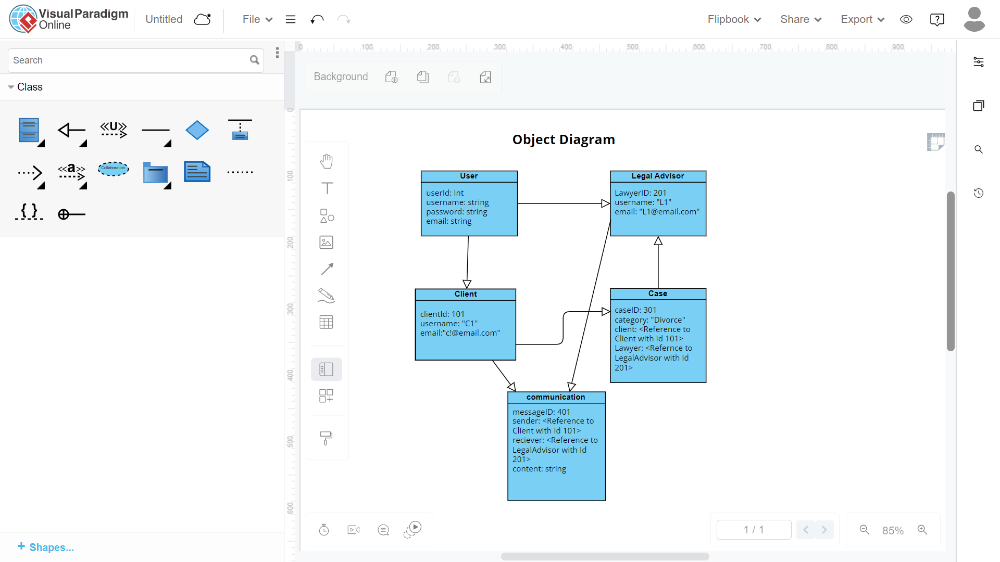 Visual Paradigm
Online
Untitled
File
Flipbook
Share
Export
Search
Class
«U»
<<a>>
Collaboration
{ }
+ Shapes...
0 100 200 300 400 500 600 700 800 900
0
100
200
300
400
500
600
Background
Object Diagram
User
userId: Int
username: string
password: string
email: string
Legal Advisor
LawyerID: 201
username: "L1"
email: "L1@email.com"
Client
clientId: 101
username: "C1"
email:"c!@email.com"
Case
caseID: 301
category: "Divorce"
client: <Reference to
Client with Id 101>
Lawyer: <Refernce to
LegalAdvisor with Id
201>
communication
messageID: 401
sender: <Reference to
Client with Id 101>
reciever: <Reference to
LegalAdvisor with Id
201>
content: string
1 / 1
85%